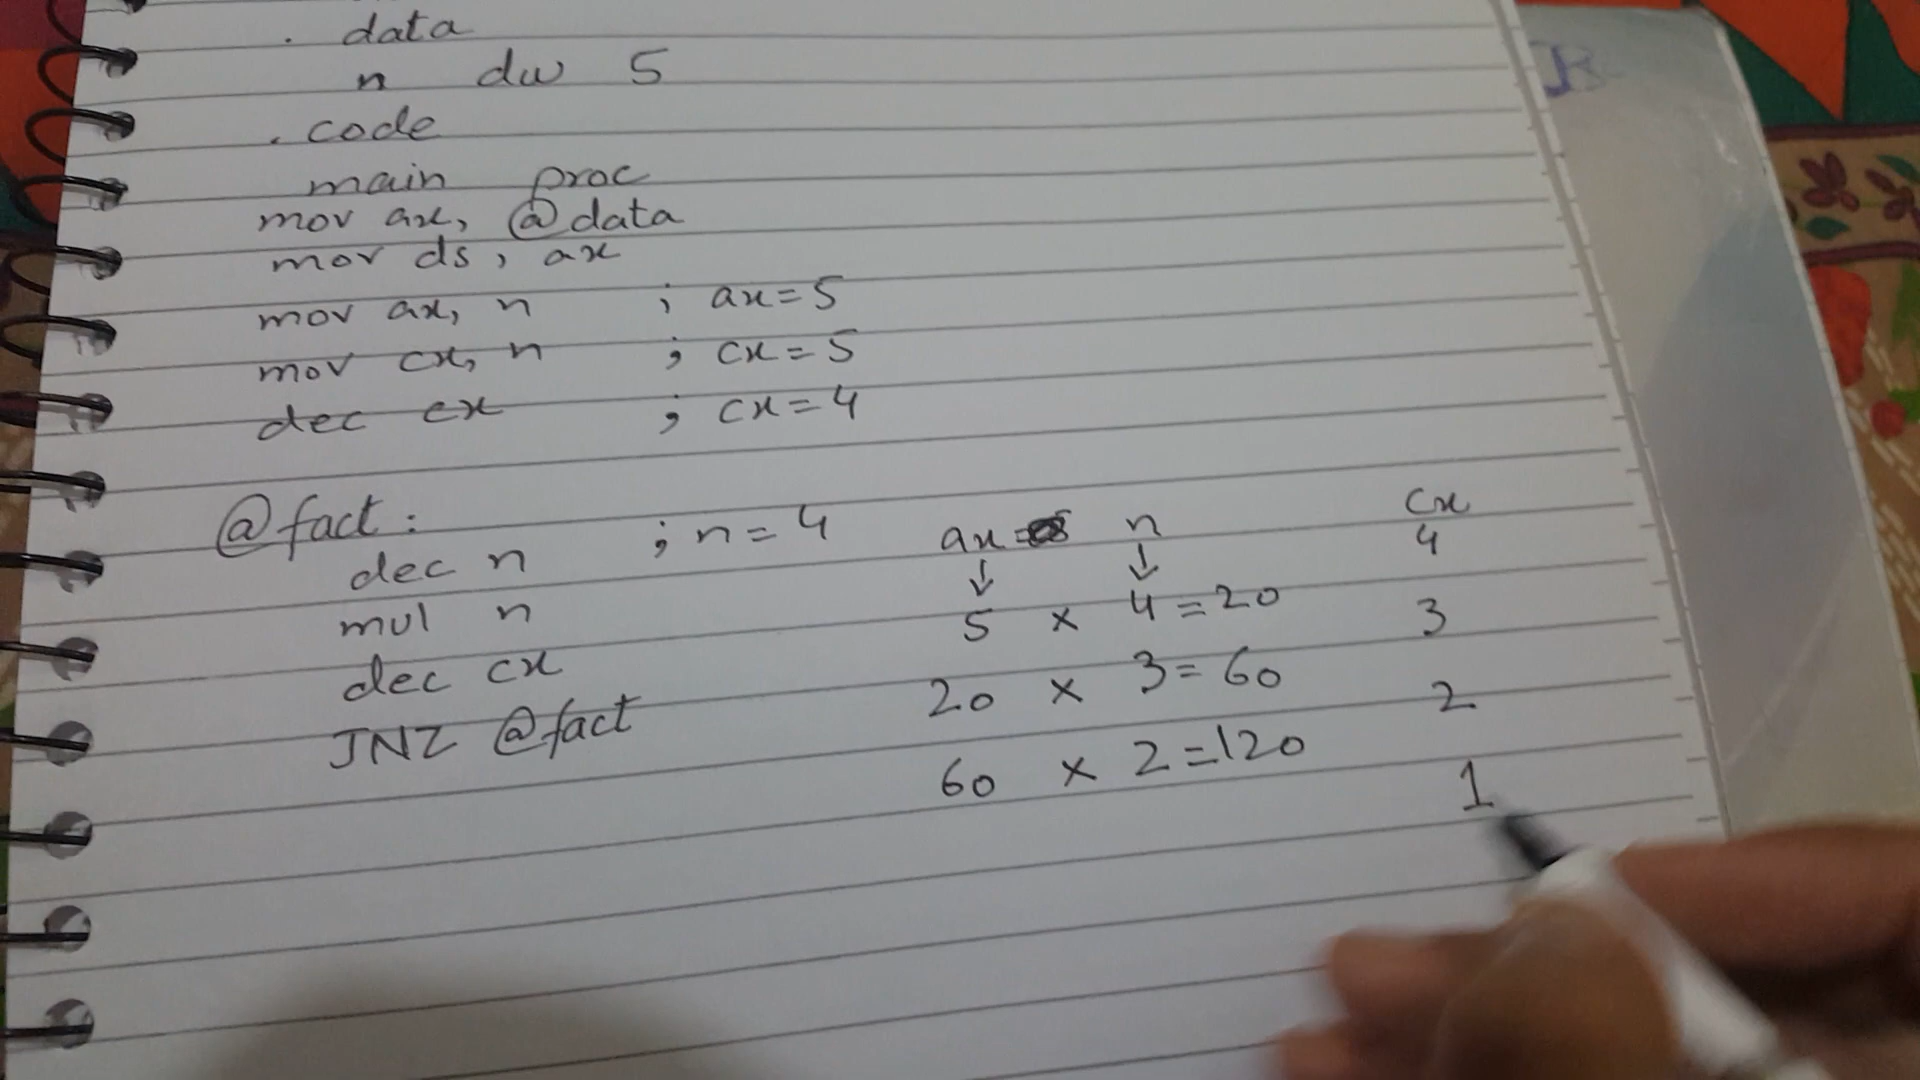 . data
n dw 5
. code
main proc
mov ax, @data
mov ds, ax
mov ax, n ; ax=5
mov cx, n ; cx=5
dec cx ; cx=4
@fact:
dec n ; n=4
mul n
dec cx
JNZ @fact
ax n cx
↓ ↓ 4
5 x 4=20 3
20 x 3=60 2
60 x 2=120 1